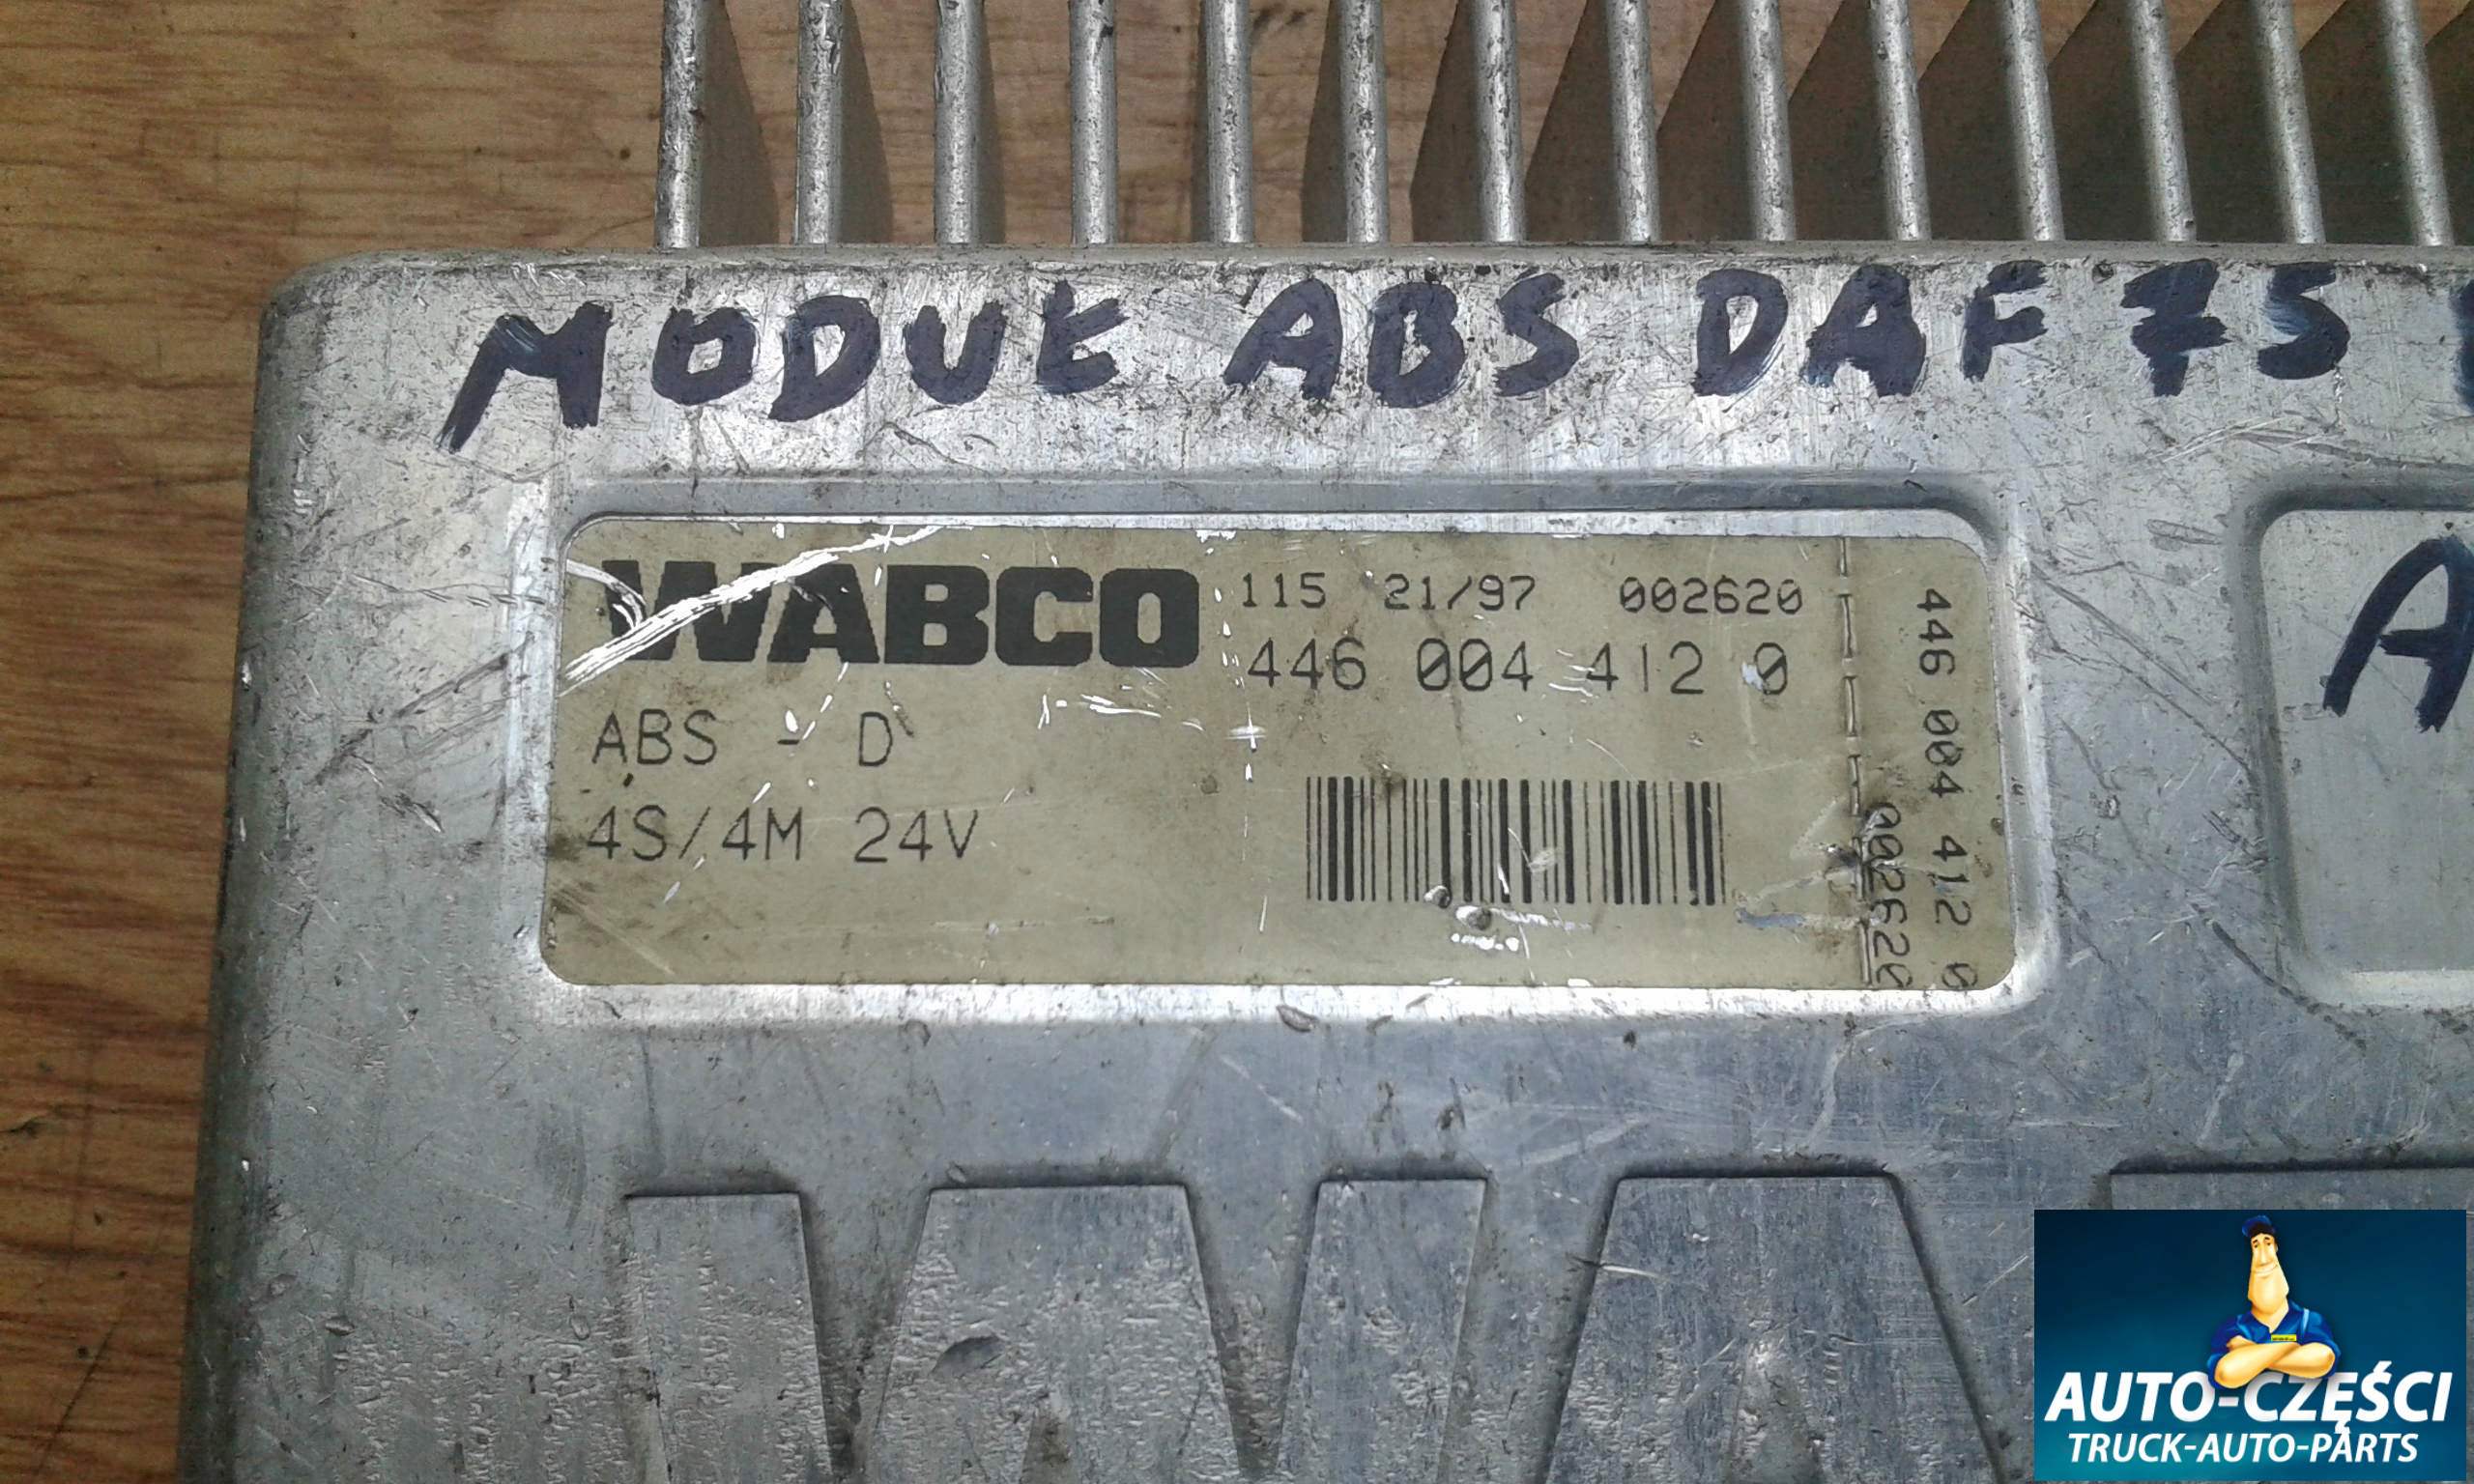 MODUE ABS DAF 75
WABCO 115 21/97 002620
446 004 412 0
ABS - D
4S/4M 24V
446 004 412 0
002620
A
AUTO-CZĘŚCI
TRUCK-AUTO-PARTS